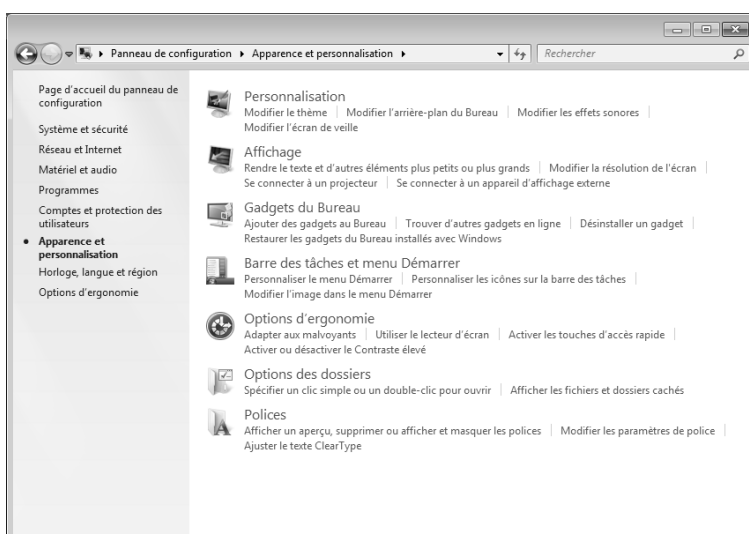 Panneau de configuration ▸ Apparence et personnalisation ▸
Rechercher
Page d'accueil du panneau de
configuration
Système et sécurité
Réseau et Internet
Matériel et audio
Programmes
Comptes et protection des
utilisateurs
Apparence et
personnalisation
Horloge, langue et région
Options d'ergonomie
Personnalisation
Modifier le thème | Modifier l'arrière-plan du Bureau | Modifier les effets sonores |
Modifier l'écran de veille
Affichage
Rendre le texte et d'autres éléments plus petits ou plus grands | Modifier la résolution de l'écran |
Se connecter à un projecteur | Se connecter à un appareil d'affichage externe
Gadgets du Bureau
Ajouter des gadgets au Bureau | Trouver d'autres gadgets en ligne | Désinstaller un gadget |
Restaurer les gadgets du Bureau installés avec Windows
Barre des tâches et menu Démarrer
Personnaliser le menu Démarrer | Personnaliser les icônes sur la barre des tâches |
Modifier l'image dans le menu Démarrer
Options d'ergonomie
Adapter aux malvoyants | Utiliser le lecteur d'écran | Activer les touches d'accès rapide |
Activer ou désactiver le Contraste élevé
Options des dossiers
Spécifier un clic simple ou un double-clic pour ouvrir | Afficher les fichiers et dossiers cachés
Polices
Afficher un aperçu, supprimer ou afficher et masquer les polices | Modifier les paramètres de police |
Ajuster le texte ClearType